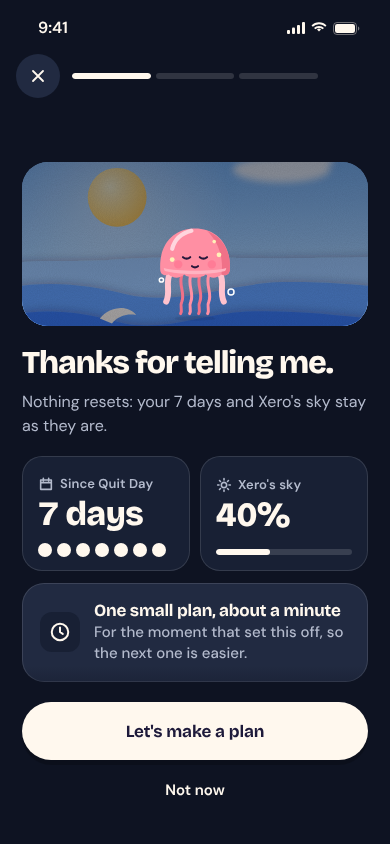 9:41
Thanks for telling me.
Nothing resets: your 7 days and Xero's sky stay
as they are.
Since Quit Day
7 days
Xero's sky
40%
One small plan, about a minute
For the moment that set this off, so
the next one is easier.
Let's make a plan
Not now